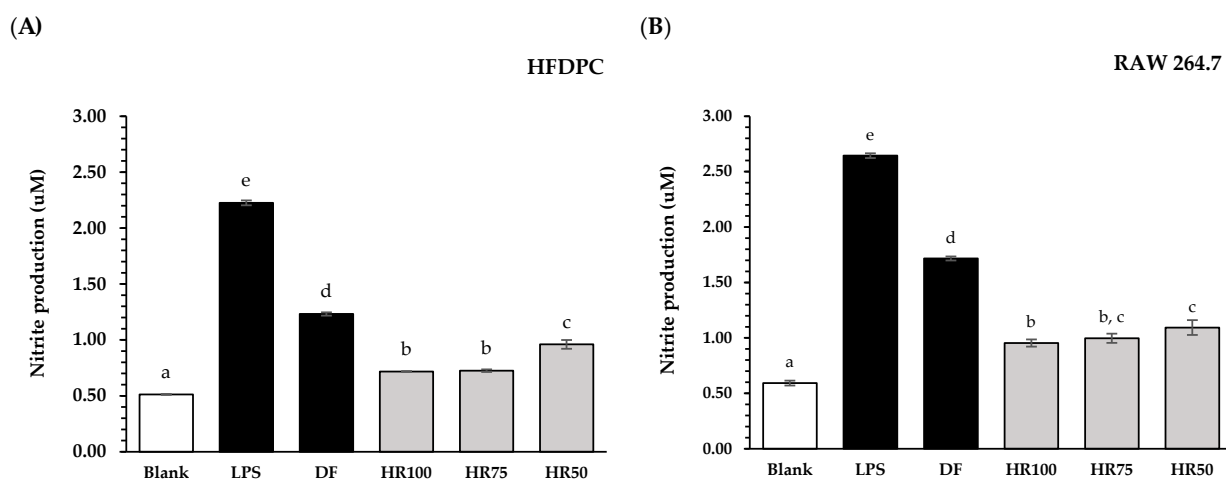 (A)
HFDPC
Nitrite production (uM)
3.00
2.50
2.00
1.50
1.00
0.50
0.00
a
e
d
b
b
c
Blank LPS DF HR100 HR75 HR50
(B)
RAW 264.7
Nitrite production (uM)
3.00
2.50
2.00
1.50
1.00
0.50
0.00
a
e
d
b
b, c
c
Blank LPS DF HR100 HR75 HR50